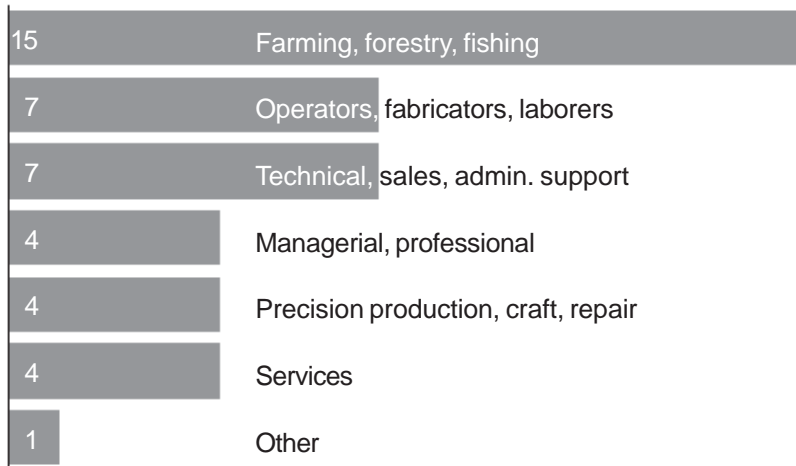 15 Farming, forestry, fishing
7 Operators, fabricators, laborers
7 Technical, sales, admin. support
4 Managerial, professional
4 Precision production, craft, repair
4 Services
1 Other